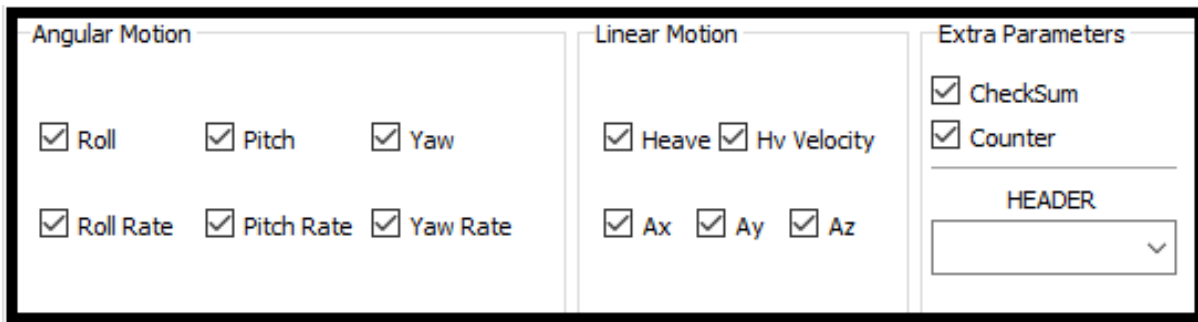 Angular Motion
Roll Pitch Yaw
Roll Rate Pitch Rate Yaw Rate
Linear Motion
Heave Hv Velocity
Ax Ay Az
Extra Parameters
CheckSum
Counter
HEADER